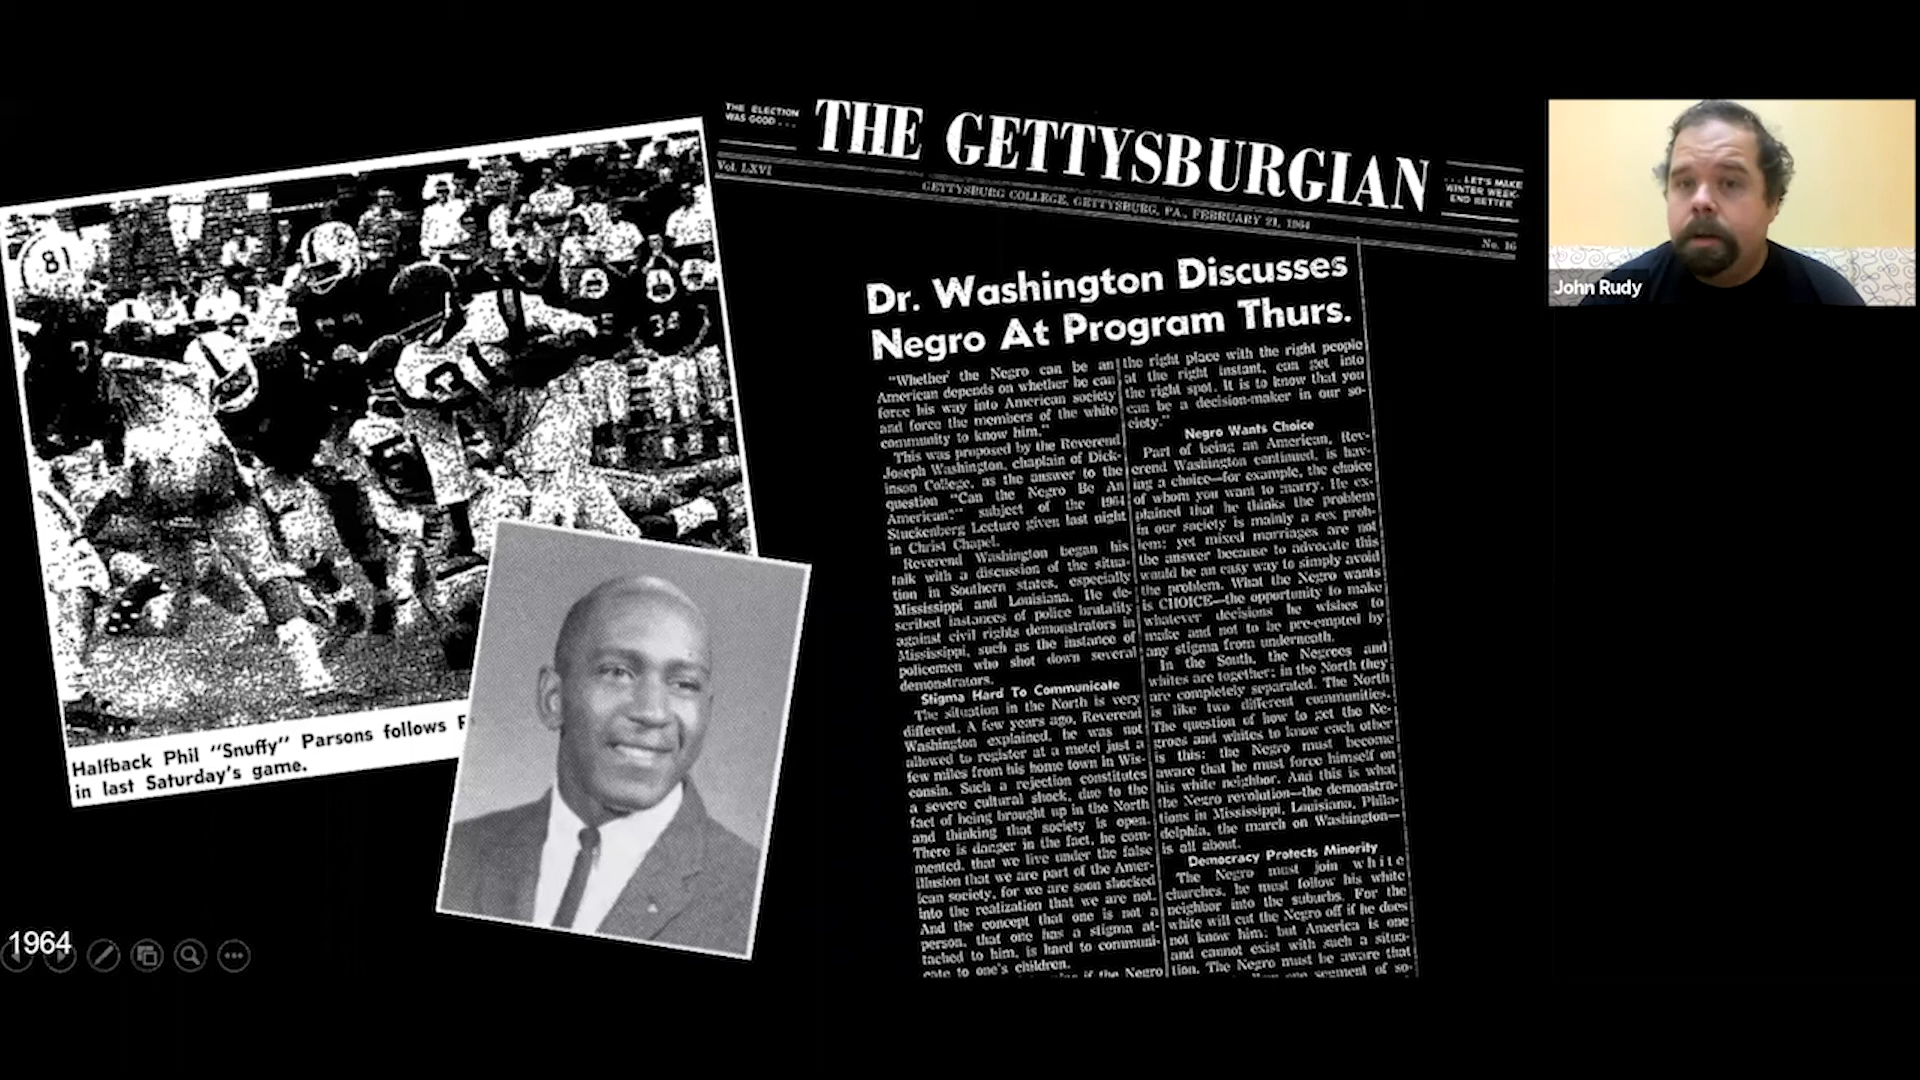 81
3
31
5
34
Halfback Phil "Snuffy" Parsons follows F
in last Saturday's game.
1964
THE ELECTION
WAS GOOD . . .
THE GETTYSBURGIAN
. . . LET'S MAKE
WINTER WEEK-
END BETTER
Vol. LXVI
GETTYSBURG COLLEGE, GETTYSBURG, PA., FEBRUARY 21, 1964
No. 16
Dr. Washington Discusses
Negro At Program Thurs.
"Whether the Negro can be an
American depends on whether he can
force his way into American society
and force the members of the white
community to know him."
This was proposed by the Reverend
Joseph Washington, chaplain of Dick-
inson College, as the answer to the
question "Can the Negro Be An
American?" subject of the 1964
Stuckenberg Lecture given last night
in Christ Chapel.
Reverend Washington began his
talk with a discussion of the situa-
tion in Southern states, especially
Mississippi and Louisiana. He de-
scribed instances of police brutality
against civil rights demonstrators in
Mississippi, such as the instance of
policemen who shot down several
demonstrators.
Stigma Hard To Communicate
The situation in the North is very
different. A few years ago, Reverend
Washington explained, he was not
allowed to register at a motel just a
few miles from his home town in Wis-
consin. Such a rejection constitutes
a severe cultural shock, due to the
fact of being brought up in the North
and thinking that society is open.
There is danger in the fact, he com-
mented, that we live under the false
illusion that we are part of the Amer-
ican society, for we are soon shocked
into the realization that we are not.
And the concept that one is not a
person, that one has a stigma at-
tached to him, is hard to communi-
cate to one's children.
if the Negro
the right place with the right people
at the right instant, can get into
the right spot. It is to know that you
can be a decision-maker in our so-
ciety."
Negro Wants Choice
Part of being an American, Rev-
erend Washington continued, is hav-
ing a choice—for example, the choice
of whom you want to marry. He ex-
plained that he thinks the problem
in our society is mainly a sex prob-
lem; yet mixed marriages are not
the answer because to advocate this
would be an easy way to simply avoid
the problem. What the Negro wants
is CHOICE—the opportunity to make
whatever decisions he wishes to
make and not to be pre-empted by
any stigma from underneath.
In the South, the Negroes and
whites are together; in the North they
are completely separated. The North
is like two different communities.
The question of how to get the Ne-
groes and whites to know each other
is this: the Negro must become
aware that he must force himself on
his white neighbor. And this is what
the Negro revolution—the demonstra-
tions in Mississippi, Louisiana, Phila-
delphia, the march on Washington—
is all about.
Democracy Protects Minority
The Negro must join white
churches, he must follow his white
neighbor into the suburbs. For the
white will cut the Negro off if he does
not know him; but America is one
and cannot exist with such a situa-
tion. The Negro must be aware that
one segment of so-
John Rudy